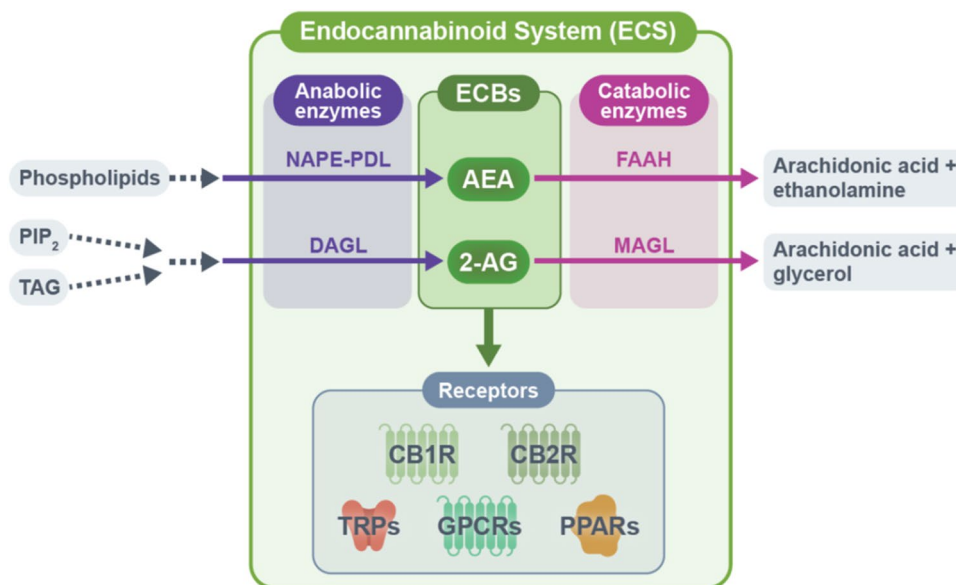 Endocannabinoid System (ECS)
Anabolic
enzymes
ECBs
Catabolic
enzymes
NAPE-PDL
FAAH
Phospholipids
AEA
Arachidonic acid +
ethanolamine
PIP₂
TAG
DAGL
2-AG
MAGL
Arachidonic acid +
glycerol
Receptors
CB1R
CB2R
TRPs
GPCRs
PPARs